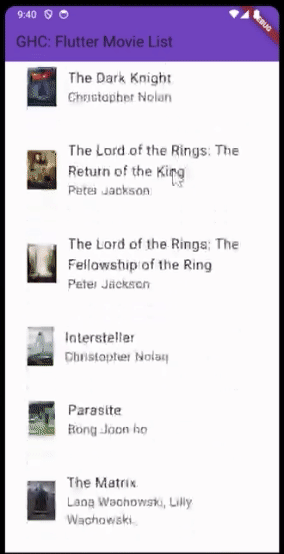 9:40
DEBUG
GHC: Flutter Movie List
The Dark Knight
Christopher Nolan
The Lord of the Rings: The
Return of the King
Peter Jackson
The Lord of the Rings: The
Fellowship of the Ring
Peter Jackson
Interstellar
Christopher Nolan
Parasite
Bong Joon ho
The Matrix
Lana Wachowski, Lilly
Wachowski